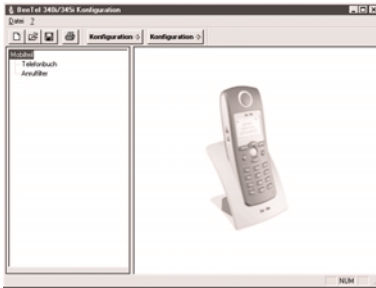 BeeTel 340i/345i Konfiguration
Datei ?
Konfiguration Konfiguration
Mobilteil
Telefonbuch
Anruffilter
NUM